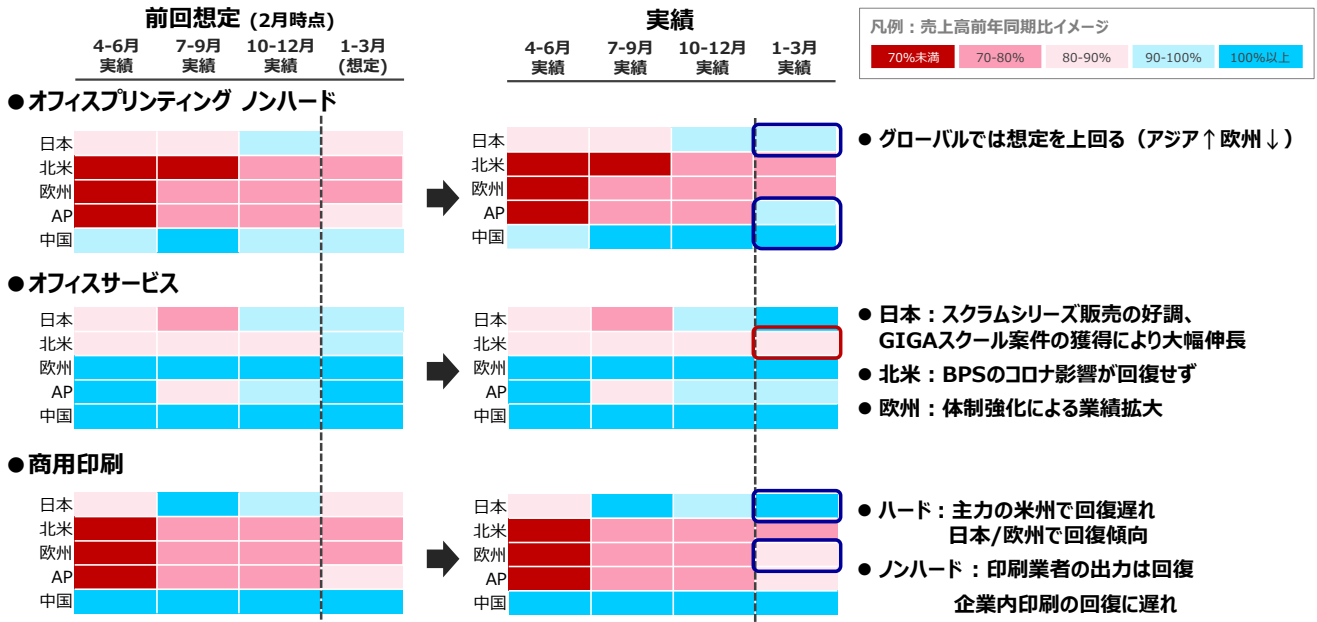 前回想定 (2月時点)
4-6月 7-9月 10-12月 1-3月
実績 実績 実績 (想定)
実績
4-6月 7-9月 10-12月 1-3月
実績 実績 実績 実績
凡例：売上高前年同期比イメージ
70%未満 70-80% 80-90% 90-100% 100%以上
●オフィスプリンティング ノンハード
日本
北米
欧州
AP
中国
日本
北米
欧州
AP
中国
● グローバルでは想定を上回る（アジア↑欧州↓）
●オフィスサービス
日本
北米
欧州
AP
中国
日本
北米
欧州
AP
中国
● 日本：スクラムシリーズ販売の好調、
GIGAスクール案件の獲得により大幅伸長
● 北米：BPSのコロナ影響が回復せず
● 欧州：体制強化による業績拡大
●商用印刷
日本
北米
欧州
AP
中国
日本
北米
欧州
AP
中国
● ハード：主力の米州で回復遅れ
日本/欧州で回復傾向
● ノンハード：印刷業者の出力は回復
企業内印刷の回復に遅れ